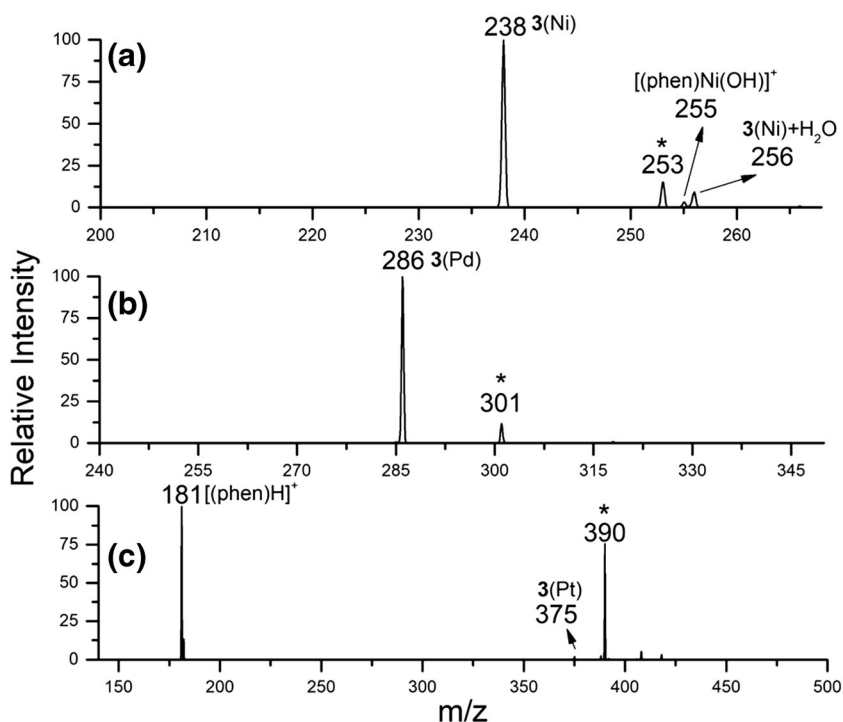 (a)
238 3(Ni)
[(phen)Ni(OH)]+
255
3(Ni)+H2O
256
*
253
100
75
50
25
0
200 210 220 230 240 250 260
(b)
286 3(Pd)
*
301
100
75
50
25
0
240 255 270 285 300 315 330 345
(c)
181 [(phen)H]+
*
390
3(Pt)
375
100
75
50
25
0
150 200 250 300 350 400 450 500
Relative Intensity
m/z